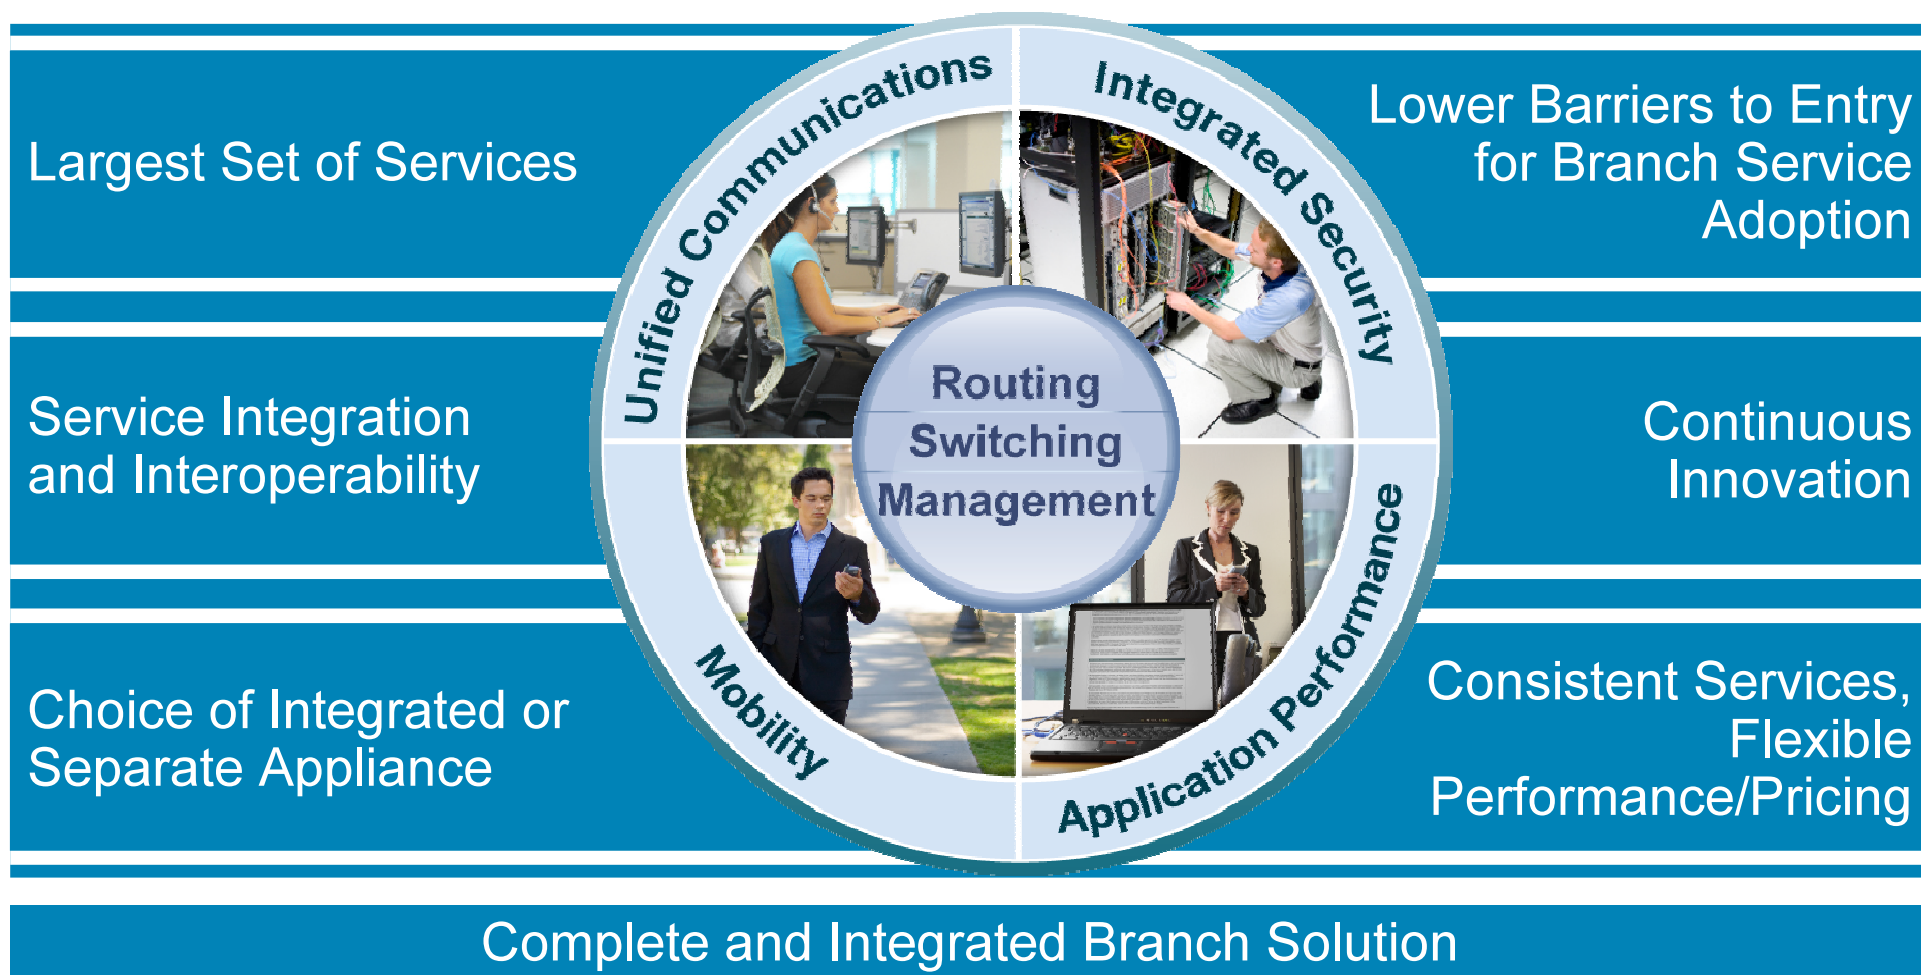 Largest Set of Services
Service Integration
and Interoperability
Choice of Integrated or
Separate Appliance
Unified Communications
Integrated Security
Mobility
Application Performance
Routing
Switching
Management
Lower Barriers to Entry
for Branch Service
Adoption
Continuous
Innovation
Consistent Services,
Flexible
Performance/Pricing
Complete and Integrated Branch Solution